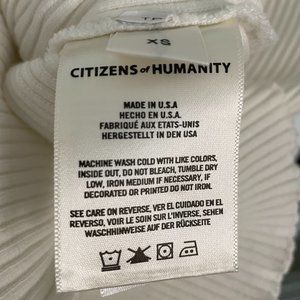 XS
CITIZENS of HUMANITY
MADE IN U.S.A
HECHO EN U.S.A.
FABRIQUÉ AUX ETATS-UNIS
HERGESTELLT IN DEN USA
MACHINE WASH COLD WITH LIKE COLORS,
INSIDE OUT, DO NOT BLEACH, TUMBLE DRY
LOW, IRON MEDIUM IF NECESSARY, IF
DECORATED OR PRINTED DO NOT IRON.
SEE CARE ON REVERSE, VER EL CUIDADO EN EL
REVERSO, VOIR LE SOIN SUR L'INVERSE, SEHEN
WASCHHINWEISE AUF DER RÜCKSEITE